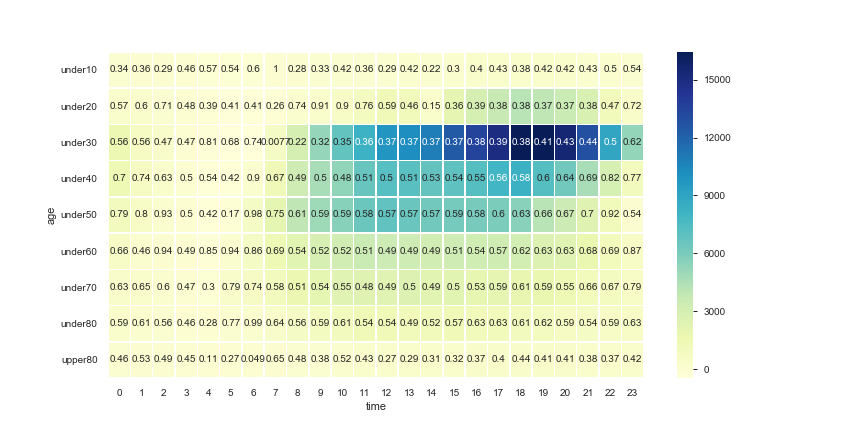 under10 0.34 0.36 0.29 0.46 0.57 0.54 0.6 1 0.28 0.33 0.42 0.36 0.29 0.42 0.22 0.3 0.4 0.43 0.38 0.42 0.42 0.43 0.5 0.54
under20 0.57 0.6 0.71 0.48 0.39 0.41 0.41 0.26 0.74 0.91 0.9 0.76 0.59 0.46 0.15 0.36 0.39 0.38 0.38 0.37 0.37 0.38 0.47 0.72
under30 0.56 0.56 0.47 0.47 0.81 0.68 0.74 0.0077 0.22 0.32 0.35 0.36 0.37 0.37 0.37 0.37 0.38 0.39 0.38 0.41 0.43 0.44 0.5 0.62
under40 0.7 0.74 0.63 0.5 0.54 0.42 0.9 0.67 0.49 0.5 0.48 0.51 0.5 0.51 0.53 0.54 0.55 0.56 0.58 0.6 0.64 0.69 0.82 0.77
under50 0.79 0.8 0.93 0.5 0.42 0.17 0.98 0.75 0.61 0.59 0.59 0.58 0.57 0.57 0.57 0.59 0.58 0.6 0.63 0.66 0.67 0.7 0.92 0.54
under60 0.66 0.46 0.94 0.49 0.85 0.94 0.86 0.69 0.54 0.52 0.52 0.51 0.49 0.49 0.49 0.51 0.54 0.57 0.62 0.63 0.63 0.68 0.69 0.87
under70 0.63 0.65 0.6 0.47 0.3 0.79 0.74 0.58 0.51 0.54 0.55 0.48 0.49 0.5 0.49 0.5 0.53 0.59 0.61 0.59 0.55 0.66 0.67 0.79
under80 0.59 0.61 0.56 0.46 0.28 0.77 0.99 0.64 0.56 0.59 0.61 0.54 0.54 0.49 0.52 0.57 0.63 0.63 0.61 0.62 0.59 0.54 0.59 0.63
upper80 0.46 0.53 0.49 0.45 0.11 0.27 0.049 0.65 0.48 0.38 0.52 0.43 0.27 0.29 0.31 0.32 0.37 0.4 0.44 0.41 0.41 0.38 0.37 0.42
0 1 2 3 4 5 6 7 8 9 10 11 12 13 14 15 16 17 18 19 20 21 22 23
time
age
15000
12000
9000
6000
3000
0